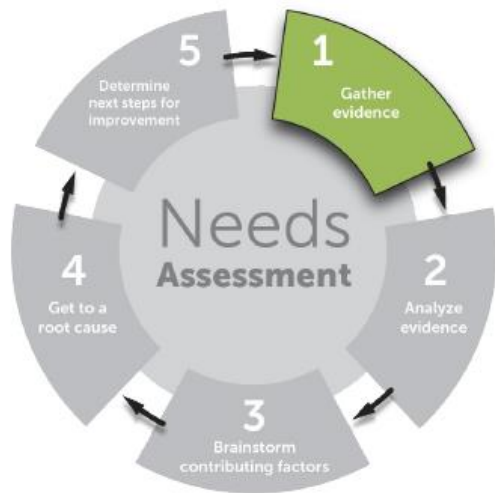 1
Gather
evidence
2
Analyze
evidence
3
Brainstorm
contributing factors
4
Get to a
root cause
5
Determine
next steps for
improvement
Needs
Assessment